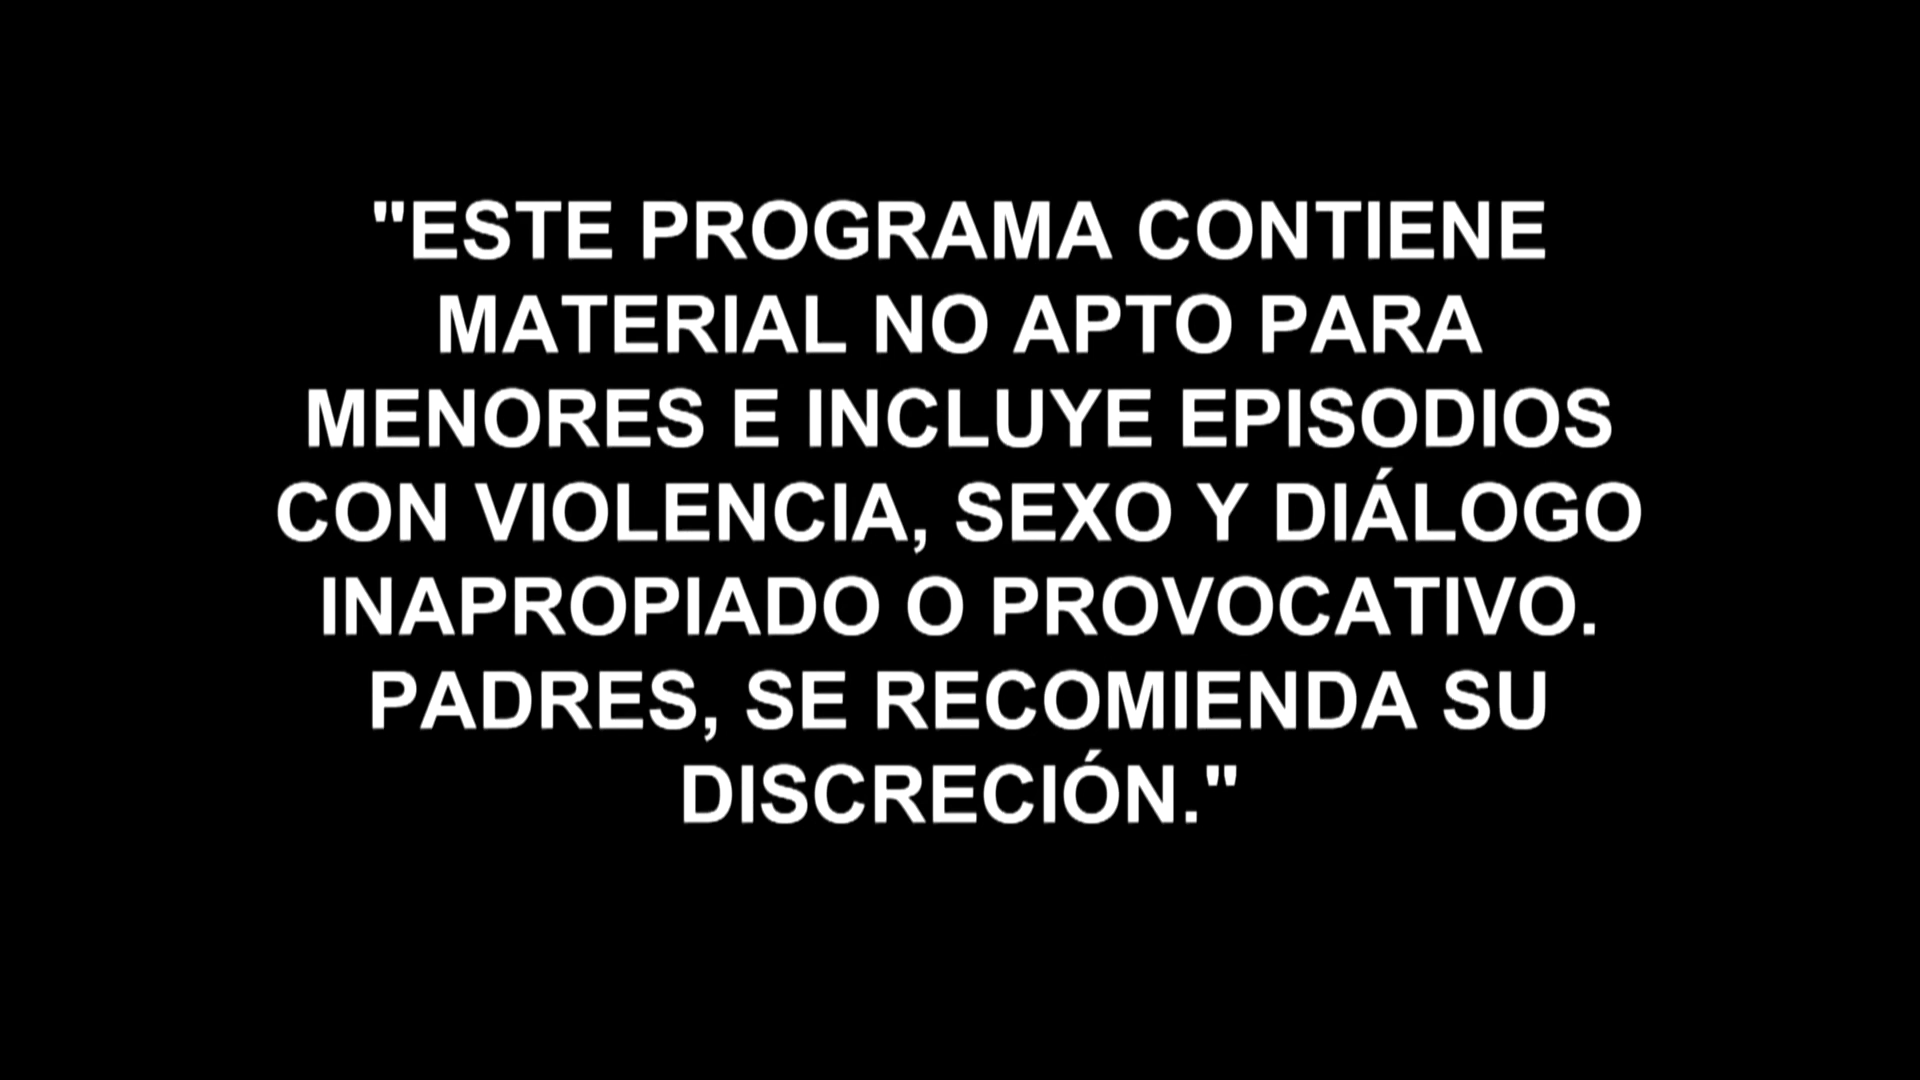 "ESTE PROGRAMA CONTIENE
MATERIAL NO APTO PARA
MENORES E INCLUYE EPISODIOS
CON VIOLENCIA, SEXO Y DIÁLOGO
INAPROPIADO O PROVOCATIVO.
PADRES, SE RECOMIENDA SU
DISCRECIÓN."